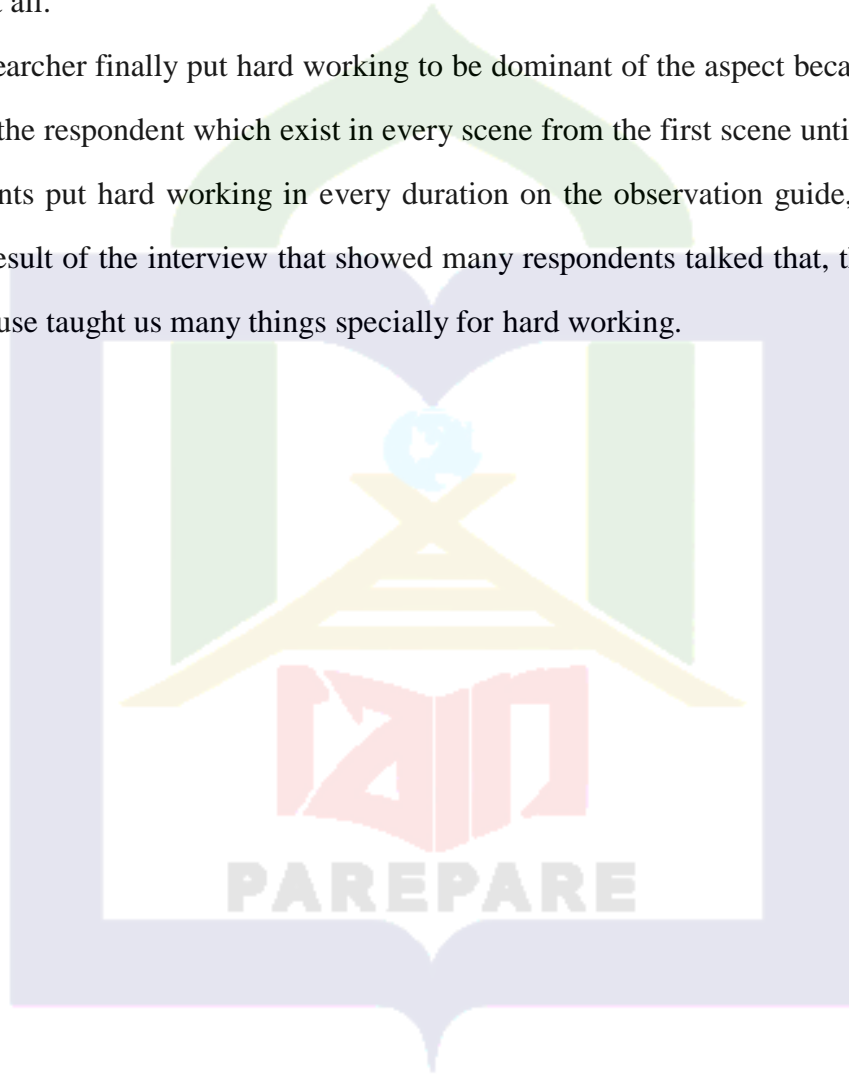 all.
earcher finally put hard working to be dominant of the aspect beca
the respondent which exist in every scene from the first scene unti
nts put hard working in every duration on the observation guide,
esult of the interview that showed many respondents talked that, t
use taught us many things specially for hard working.
iain
PAREPARE